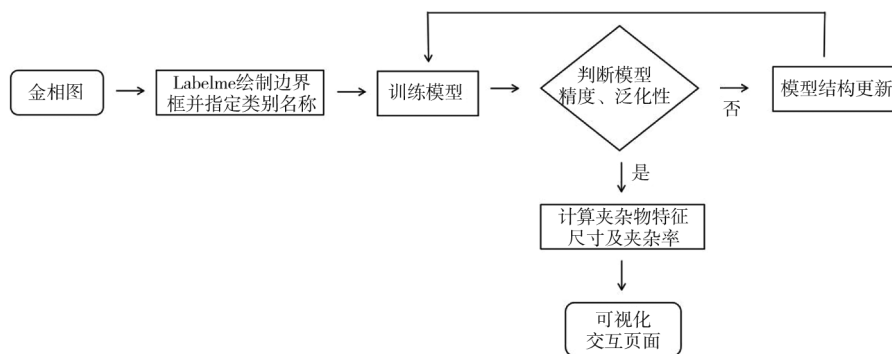 金相图
Labelme绘制边界
框并指定类别名称
训练模型
判断模型
精度、泛化性
否
模型结构更新
是
计算夹杂物特征
尺寸及夹杂率
可视化
交互页面